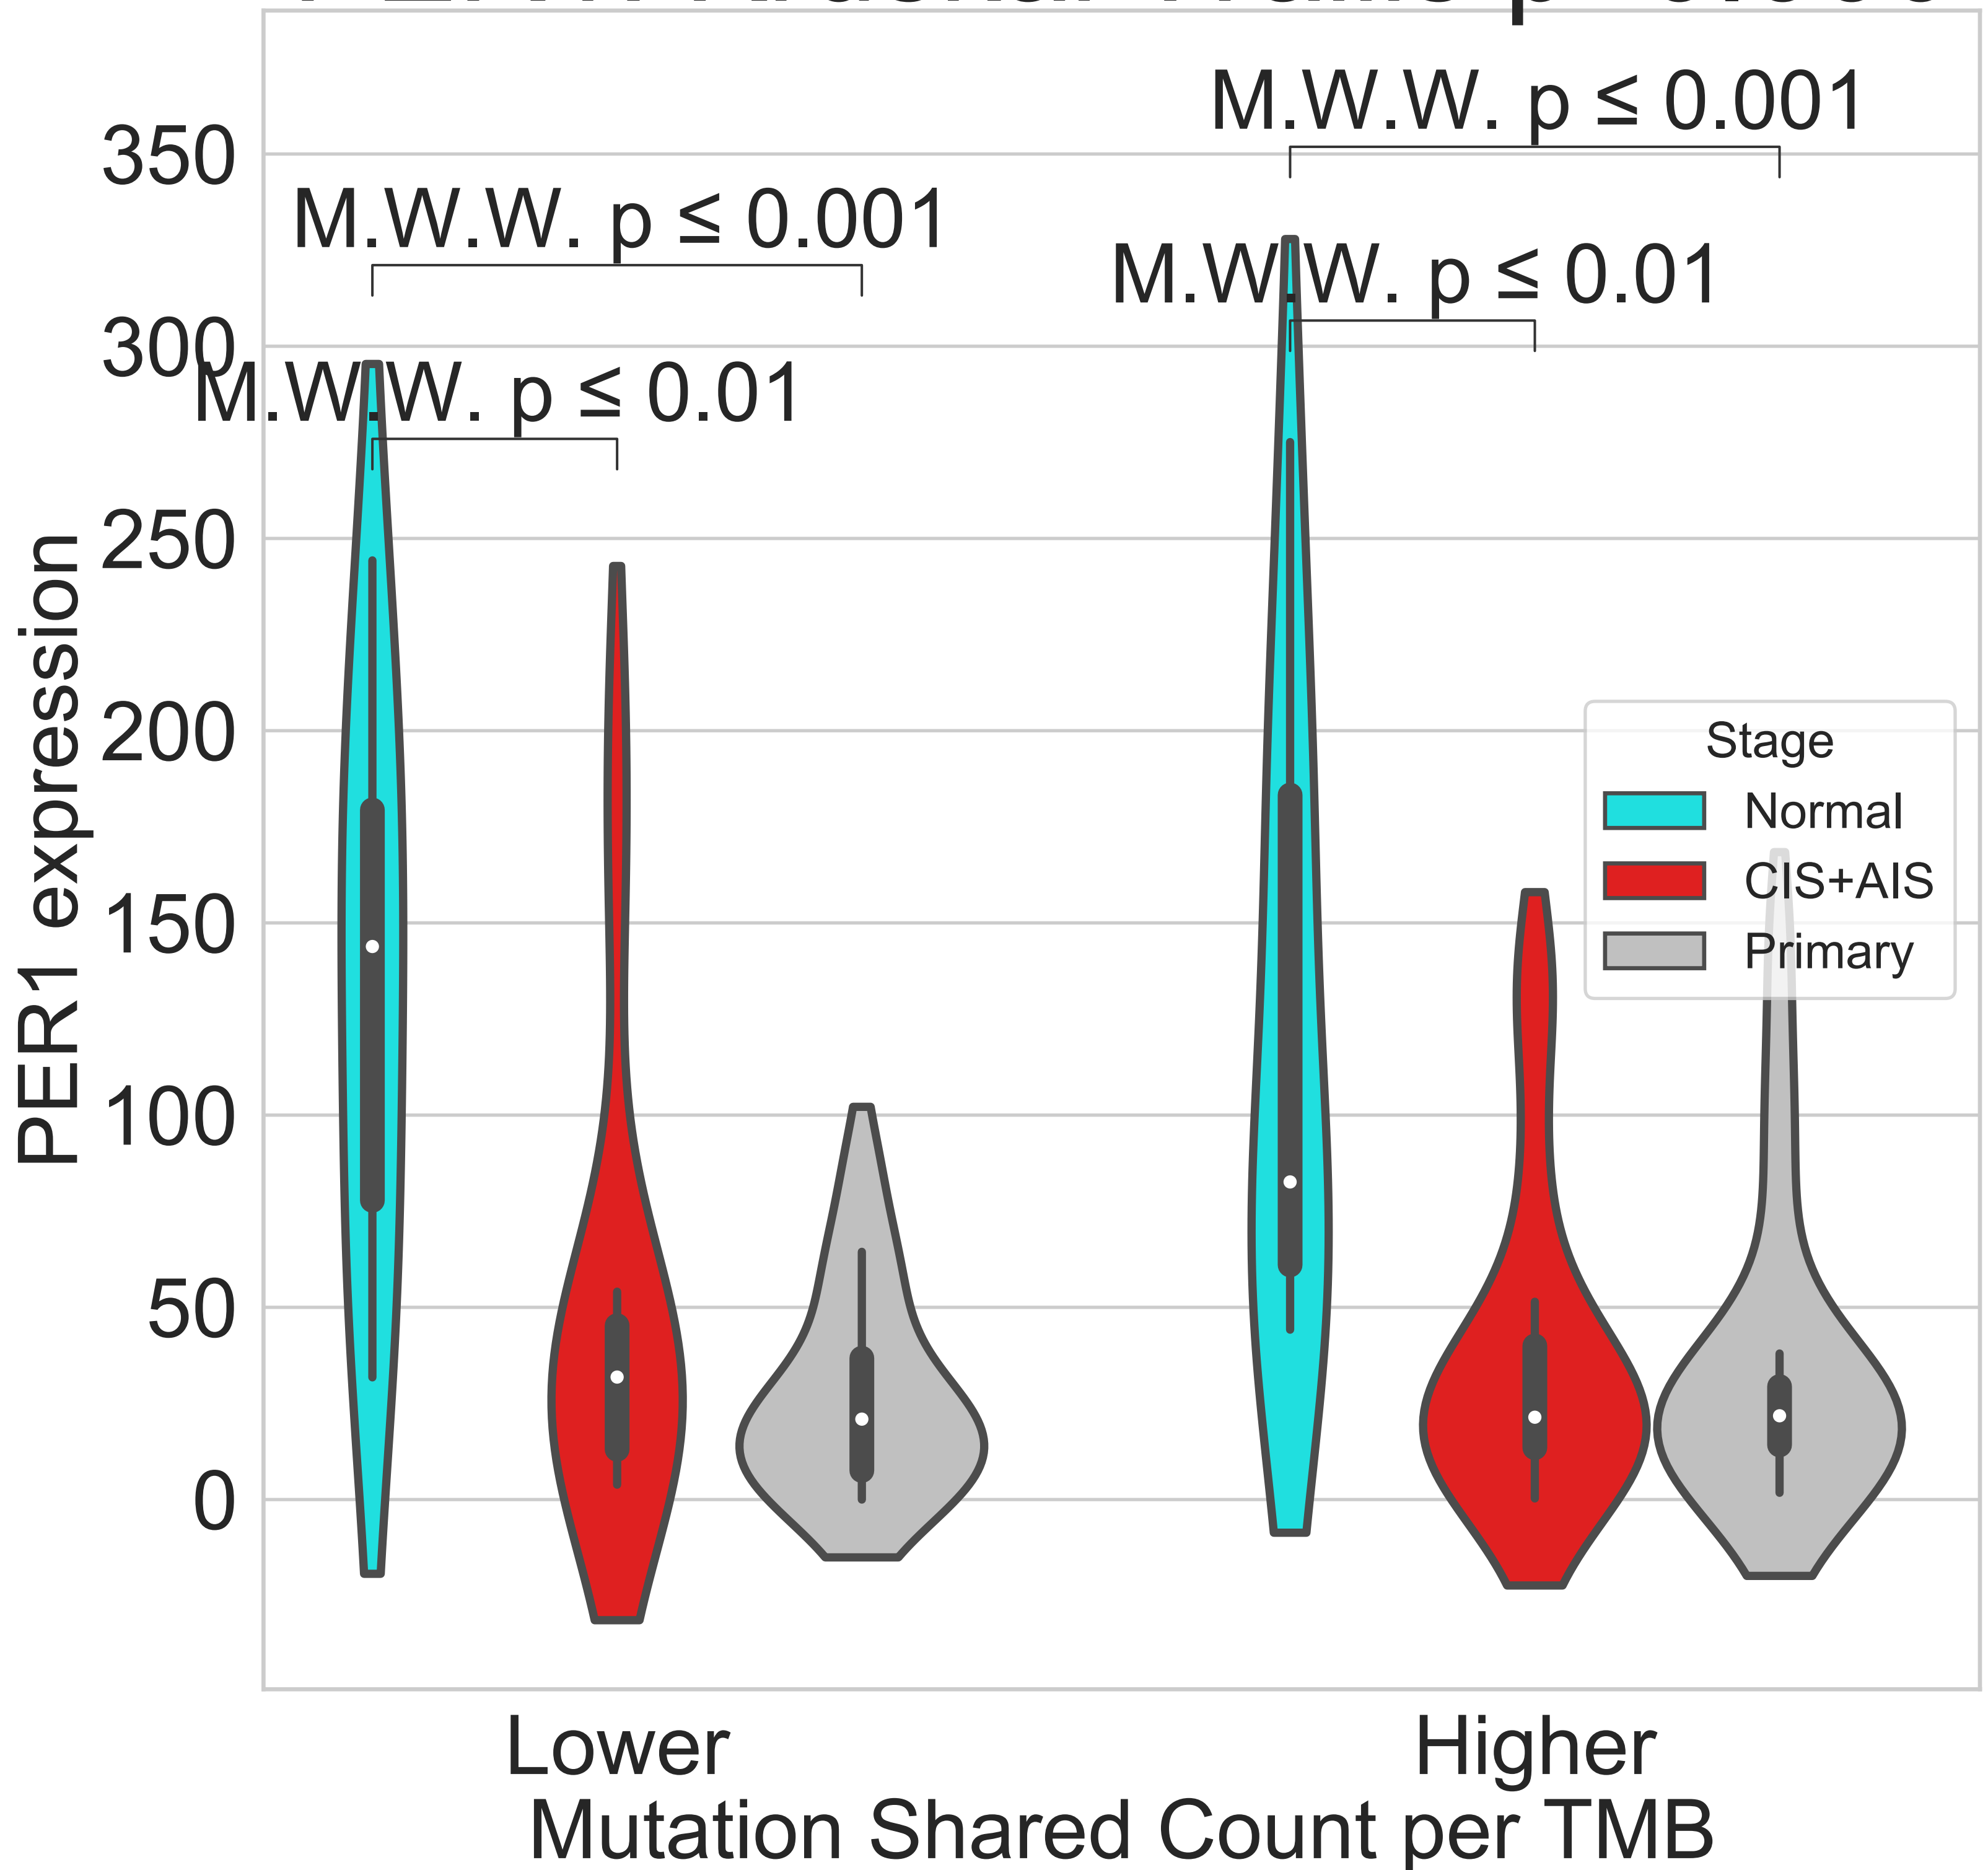 M.W.W. p ≤ 0.001
350
M.W.W. p ≤ 0.001
M.W.W. p ≤ 0.01
300
M.W.W. p ≤ 0.01
250
200
150
100
50
0
PER1 expression
Stage
Normal
CIS+AIS
Primary
Lower
Higher
Mutation Shared Count per TMB